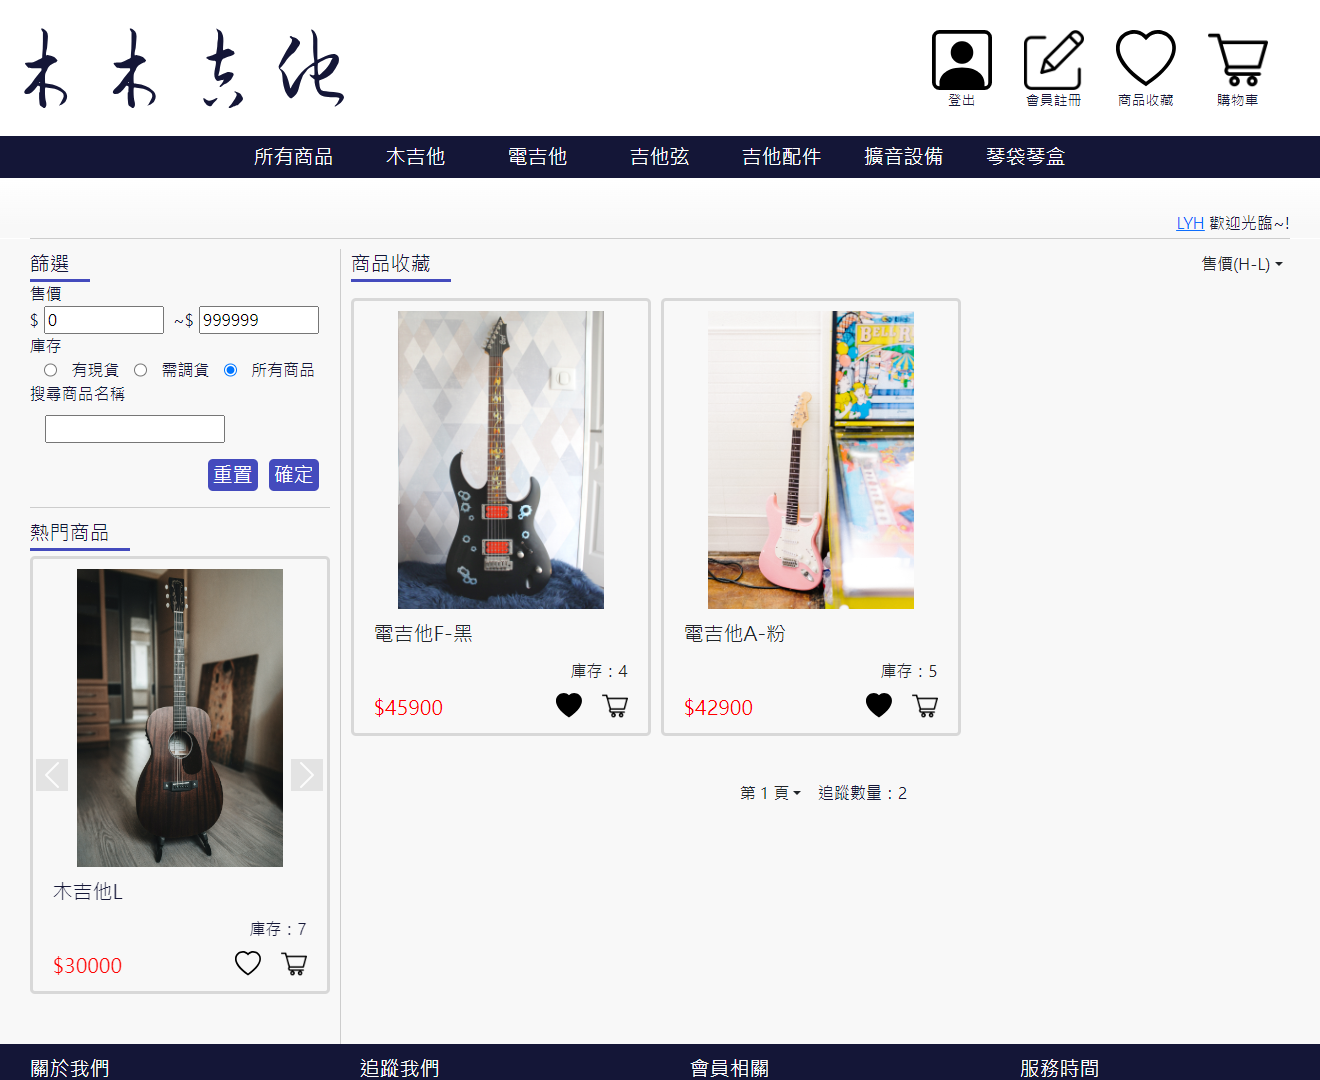 木木吉他
登出
會員註冊
商品收藏
購物車
所有商品
木吉他
電吉他
吉他弦
吉他配件
擴音設備
琴袋琴盒
LYH 歡迎光臨~!
篩選
售價
$ 0 ~$ 999999
庫存
有現貨 需調貨 所有商品
搜尋商品名稱
重置 確定
熱門商品
木吉他L
庫存：7
$30000
商品收藏
售價(H-L)
電吉他F-黑
庫存：4
$45900
BELL R
電吉他A-粉
庫存：5
$42900
第 1 頁 追蹤數量：2
關於我們
追蹤我們
會員相關
服務時間